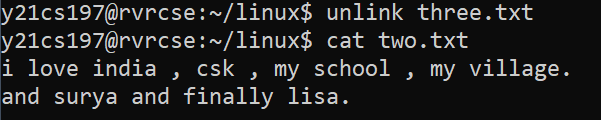 y21cs197@rvrcse:~/linux$ unlink three.txt
y21cs197@rvrcse:~/linux$ cat two.txt
i love india , csk , my school , my village.
and surya and finally lisa.